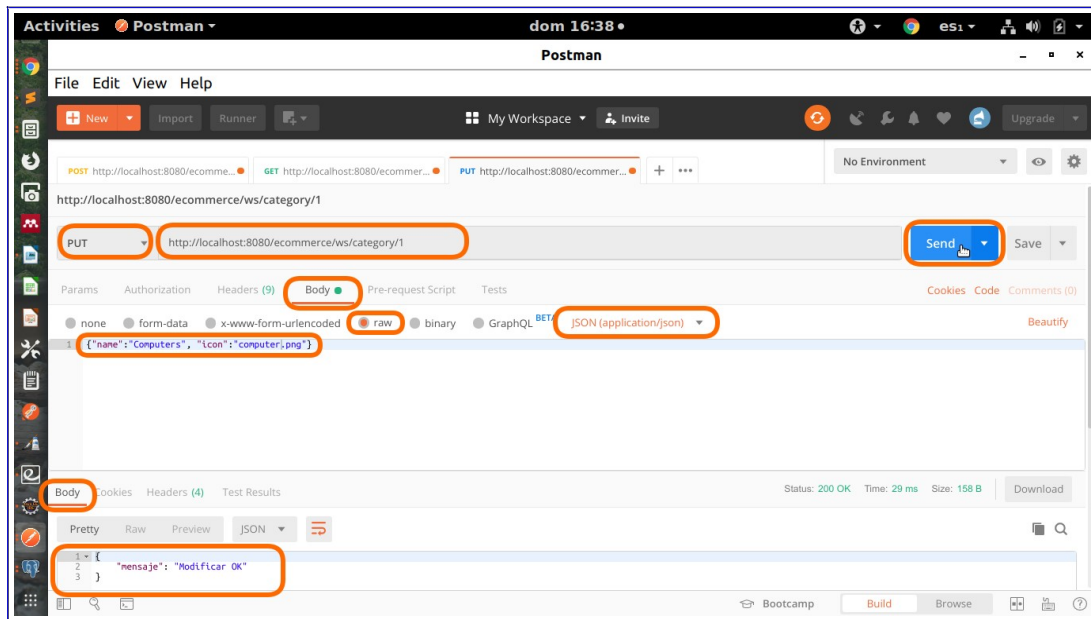 Activities Postman dom 16:38
es1
Postman
File Edit View Help
New Import Runner My Workspace Invite Upgrade
POST http://localhost:8080/ecomme... GET http://localhost:8080/ecommer... PUT http://localhost:8080/ecommer... + ••• No Environment
http://localhost:8080/ecommerce/ws/category/1
PUT http://localhost:8080/ecommerce/ws/category/1 Send Save
Params Authorization Headers (9) Body Pre-request Script Tests Cookies Code Comments (0)
none form-data x-www-form-urlencoded raw binary GraphQL BETA JSON (application/json) Beautify
1 {"name":"Computers", "icon":"computer.png"}
Body Cookies Headers (4) Test Results Status: 200 OK Time: 29 ms Size: 158 B Download
Pretty Raw Preview JSON
1 {
2 "mensaje": "Modificar OK"
3 }
Bootcamp Build Browse